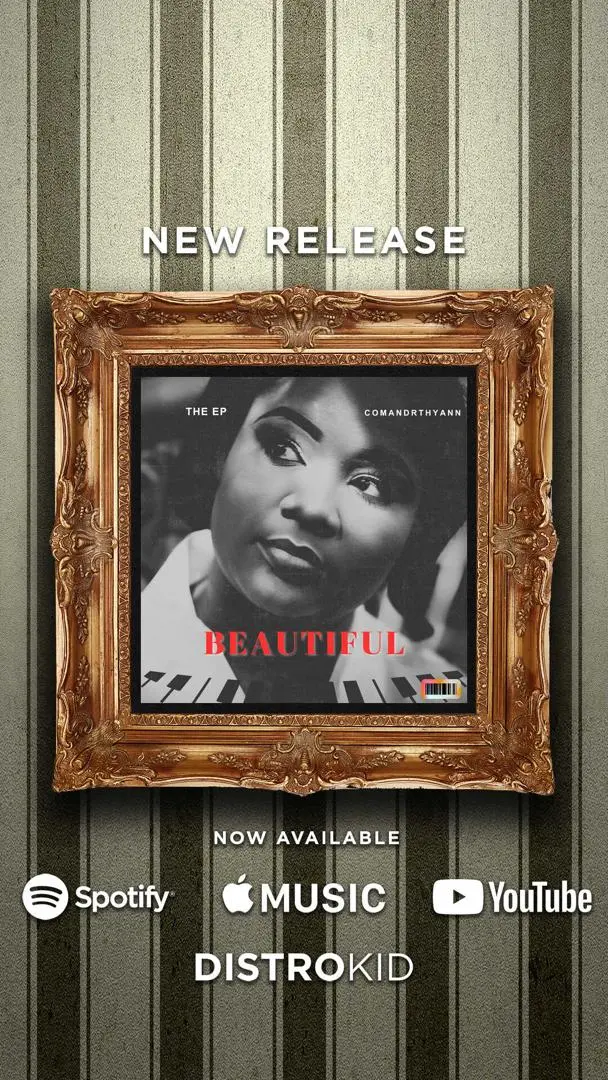 NEW RELEASE
THE EP
COMANDRTHYANN
BEAUTIFUL
NOW AVAILABLE
Spotify®
MUSIC
YouTube
DISTROKID